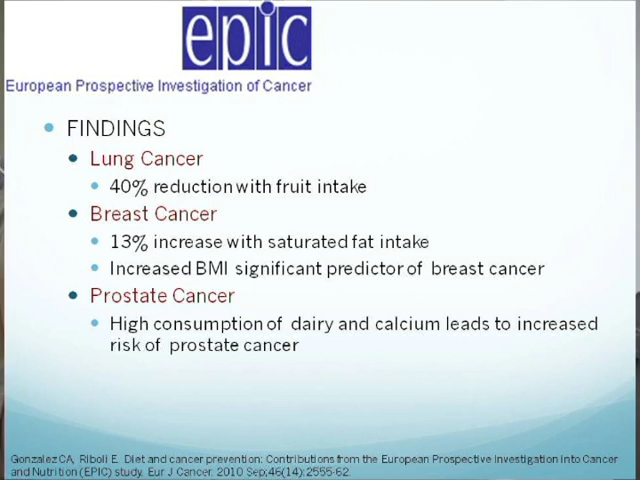 epic
European Prospective Investigation of Cancer
FINDINGS
Lung Cancer
40% reduction with fruit intake
Breast Cancer
13% increase with saturated fat intake
Increased BMI significant predictor of breast cancer
Prostate Cancer
High consumption of dairy and calcium leads to increased
risk of prostate cancer
Gonzalez CA, Riboli E. Diet and cancer prevention: Contributions from the European Prospective Investigation into Cancer
and Nutrition (EPIC) study. Eur J Cancer. 2010 Sep;46(14):2555-62.